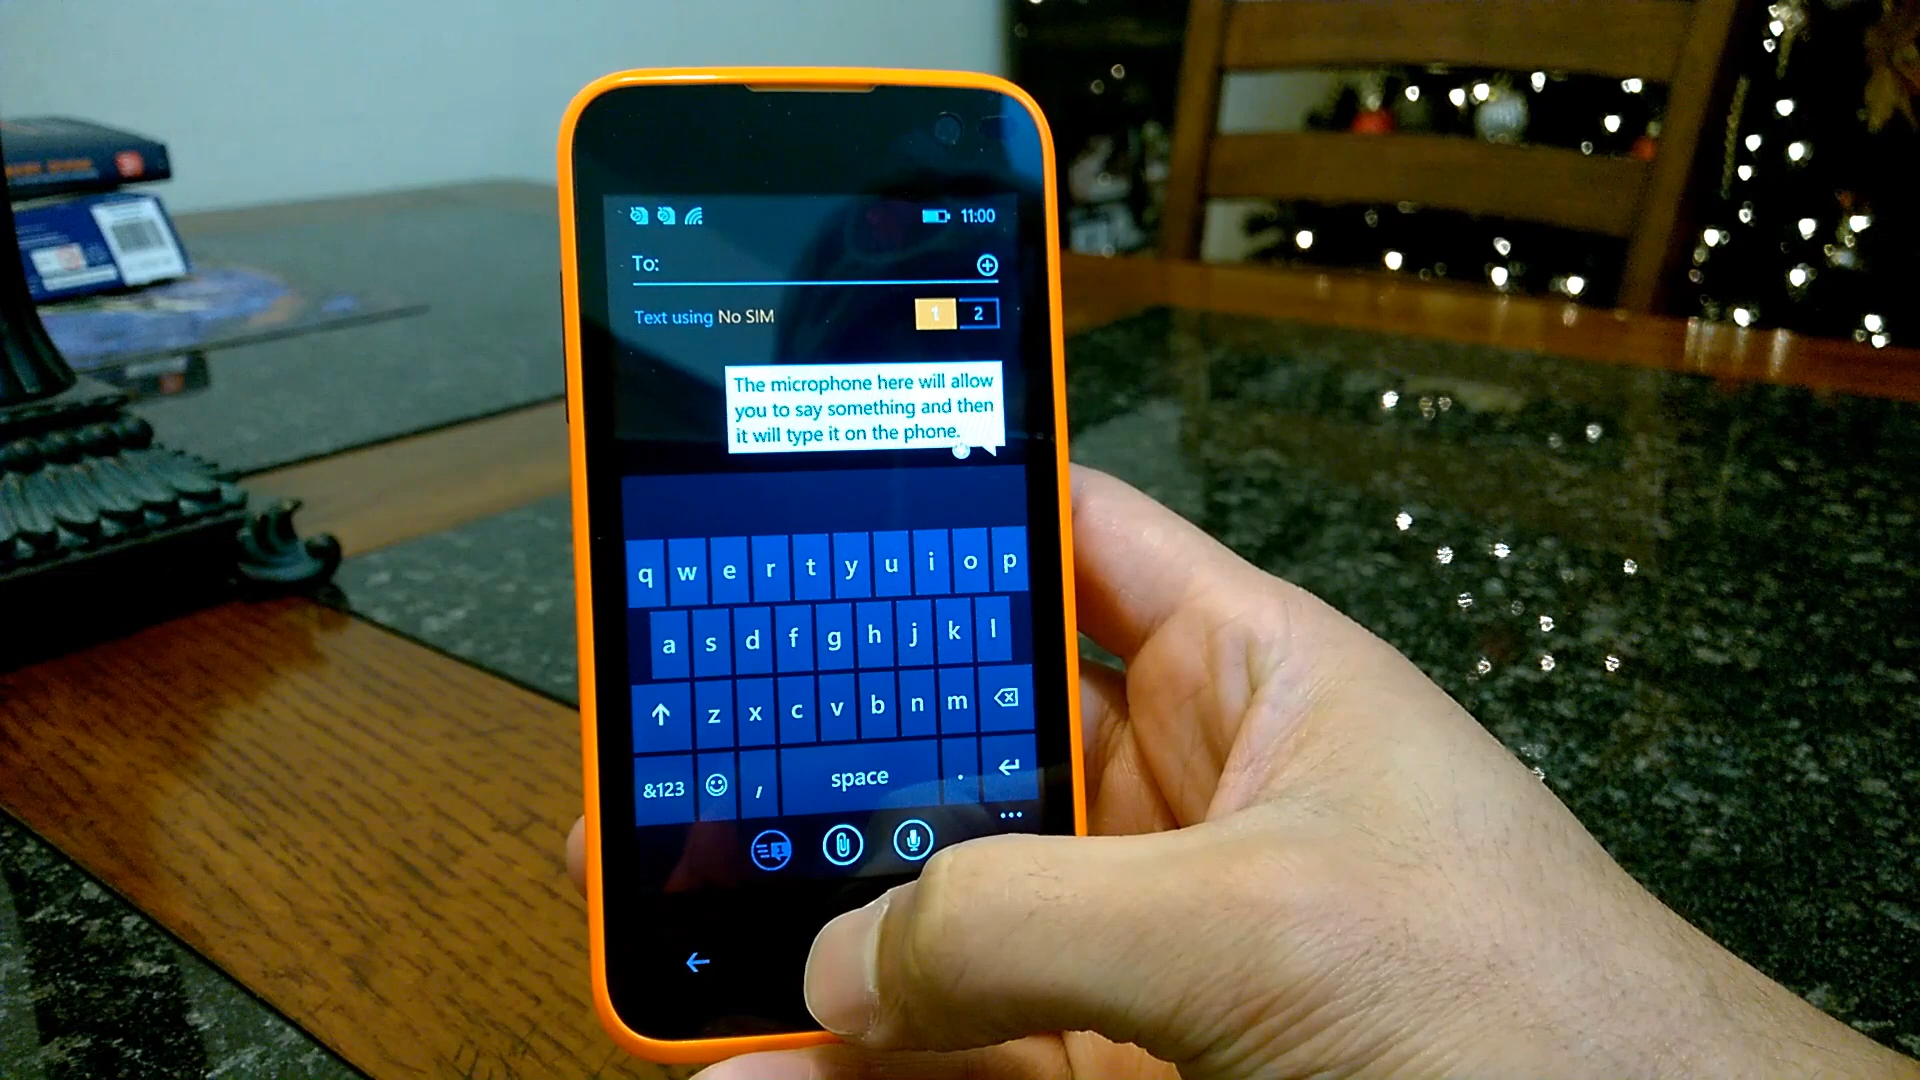 11:00
To:
Text using No SIM
1 2
The microphone here will allow
you to say something and then
it will type it on the phone.
q w e r t y u i o p
a s d f g h j k l
z x c v b n m
&123 , space .